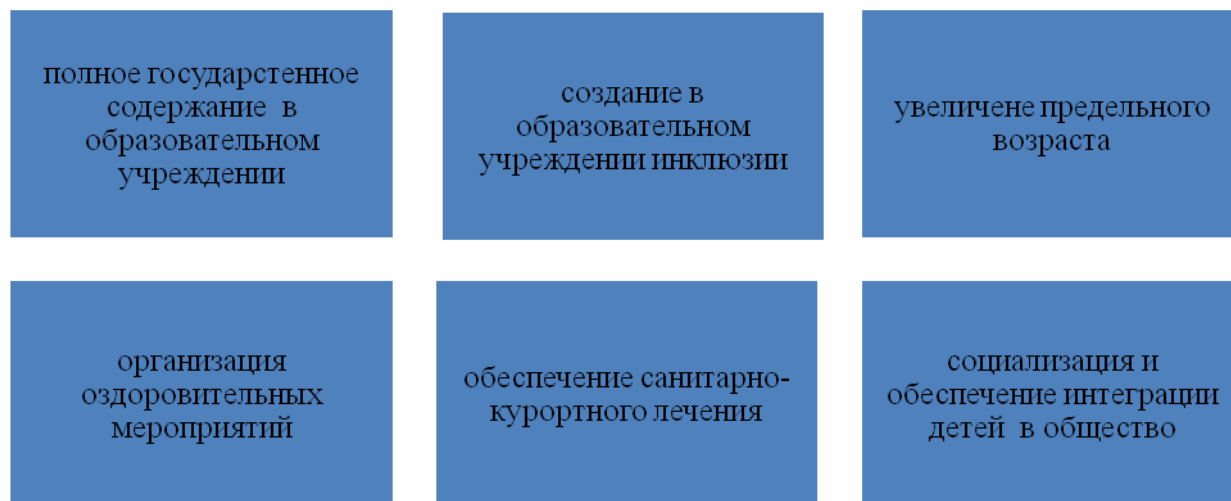 полное государстенное
содержание в
образовательном
учреждении
создание в
образовательном
учреждении инклюзии
увеличене предельного
возраста
организация
оздоровительных
мероприятий
обеспечение санитарно-
курортного лечения
социализация и
обеспечение интеграции
детей в общество